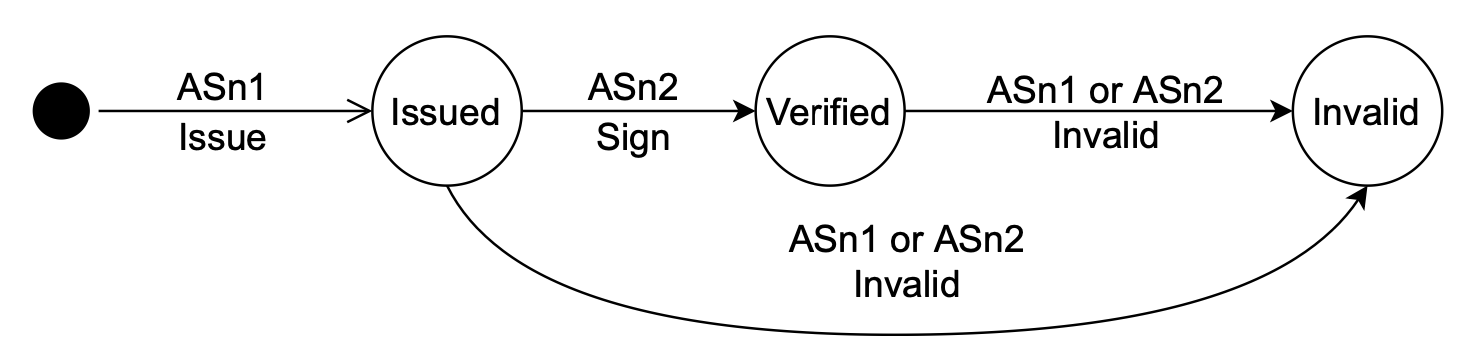 ASn1
Issue
Issued
ASn2
Sign
Verified
ASn1 or ASn2
Invalid
Invalid
ASn1 or ASn2
Invalid